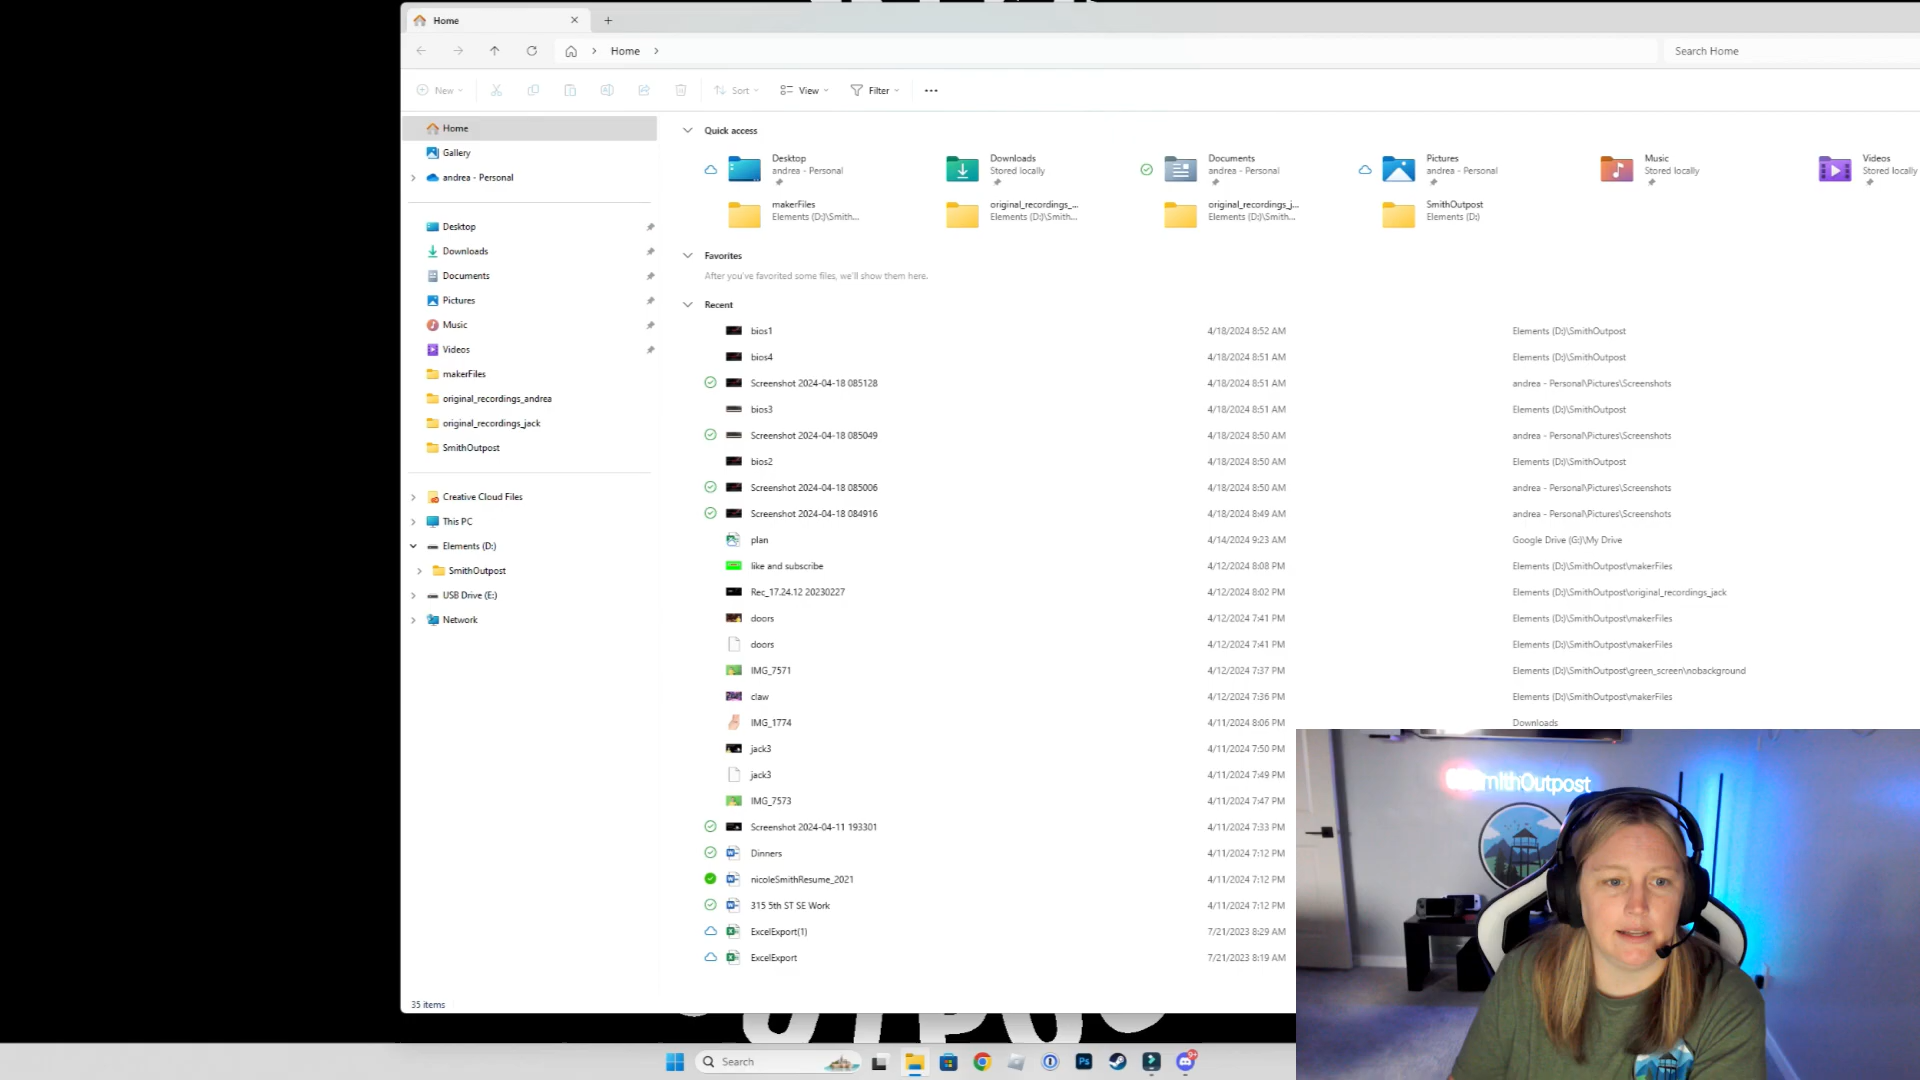 Home
Home
Search Home
New
Sort
View
Filter
Home
Gallery
andrea - Personal
Desktop
Downloads
Documents
Pictures
Music
Videos
makerFiles
original_recordings_andrea
original_recordings_jack
SmithOutpost
Creative Cloud Files
This PC
Elements (D:)
SmithOutpost
USB Drive (E:)
Network
35 items
Quick access
Desktop
andrea - Personal
Downloads
Stored locally
Documents
andrea - Personal
Pictures
andrea - Personal
Music
Stored locally
Videos
Stored locally
makerFiles
Elements (D:)\Smith...
original_recordings_...
Elements (D:)\Smith...
original_recordings_j...
Elements (D:)\Smith...
SmithOutpost
Elements (D:)
Favorites
After you've favorited some files, we'll show them here.
Recent
bios1 4/18/2024 8:52 AM Elements (D:)\SmithOutpost
bios4 4/18/2024 8:51 AM Elements (D:)\SmithOutpost
Screenshot 2024-04-18 085128 4/18/2024 8:51 AM andrea - Personal\Pictures\Screenshots
bios3 4/18/2024 8:51 AM Elements (D:)\SmithOutpost
Screenshot 2024-04-18 085049 4/18/2024 8:50 AM andrea - Personal\Pictures\Screenshots
bios2 4/18/2024 8:50 AM Elements (D:)\SmithOutpost
Screenshot 2024-04-18 085006 4/18/2024 8:50 AM andrea - Personal\Pictures\Screenshots
Screenshot 2024-04-18 084916 4/18/2024 8:49 AM andrea - Personal\Pictures\Screenshots
plan 4/14/2024 9:23 AM Google Drive (G:)\My Drive
like and subscribe 4/12/2024 8:08 PM Elements (D:)\SmithOutpost\makerFiles
Rec_17.24.12 20230227 4/12/2024 8:02 PM Elements (D:)\SmithOutpost\original_recordings_jack
doors 4/12/2024 7:41 PM Elements (D:)\SmithOutpost\makerFiles
doors 4/12/2024 7:41 PM Elements (D:)\SmithOutpost\makerFiles
IMG_7571 4/12/2024 7:37 PM Elements (D:)\SmithOutpost\green_screen\nobackground
claw 4/12/2024 7:36 PM Elements (D:)\SmithOutpost\makerFiles
IMG_1774 4/11/2024 8:06 PM Downloads
jack3 4/11/2024 7:50 PM
jack3 4/11/2024 7:49 PM
IMG_7573 4/11/2024 7:47 PM
Screenshot 2024-04-11 193301 4/11/2024 7:33 PM
Dinners 4/11/2024 7:12 PM
nicoleSmithResume_2021 4/11/2024 7:12 PM
315 5th ST SE Work 4/11/2024 7:12 PM
ExcelExport(1) 7/21/2023 8:29 AM
ExcelExport 7/21/2023 8:19 AM
SmithOutpost
Search
Ps
9+